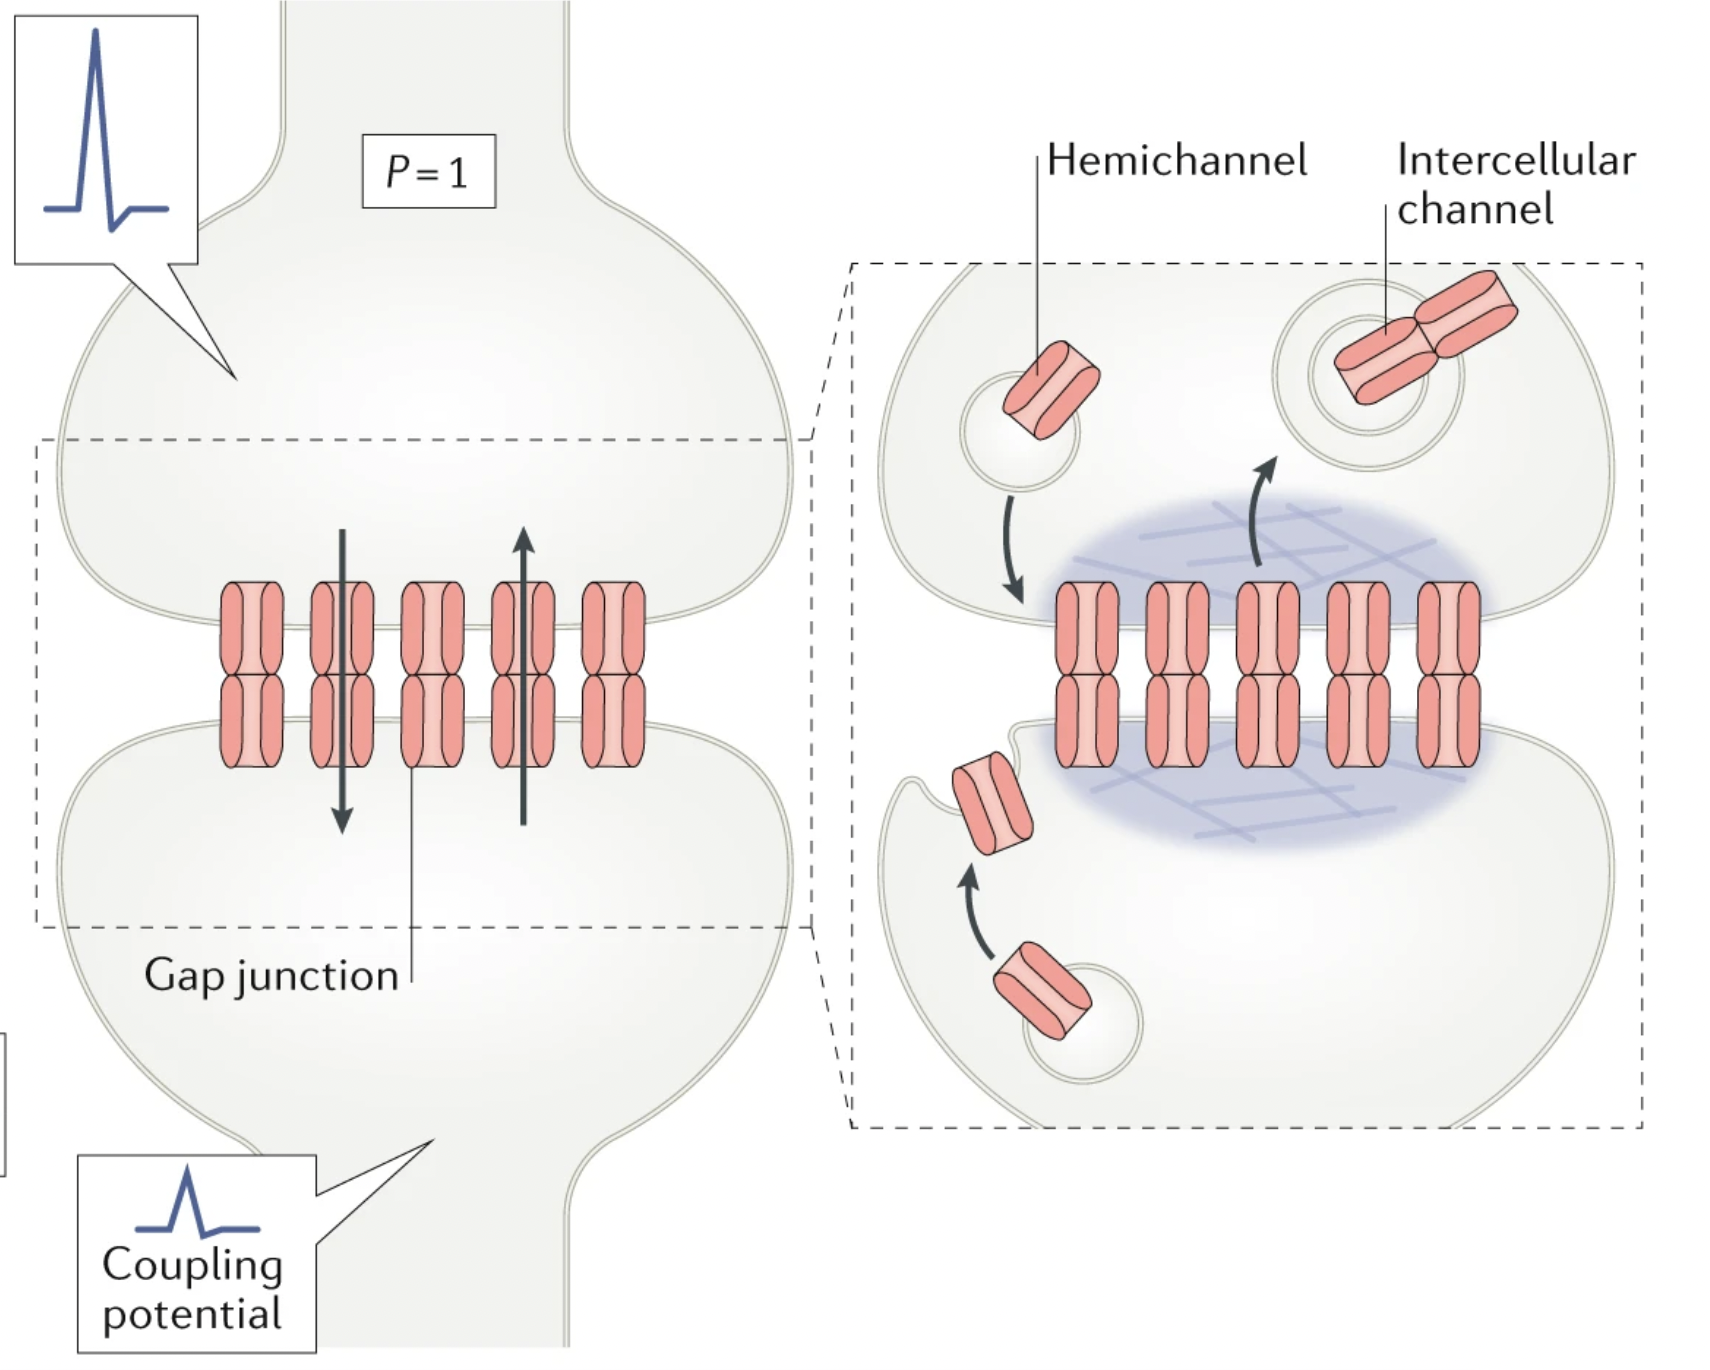 P = 1
Hemichannel
Intercellular
channel
Gap junction
Coupling
potential